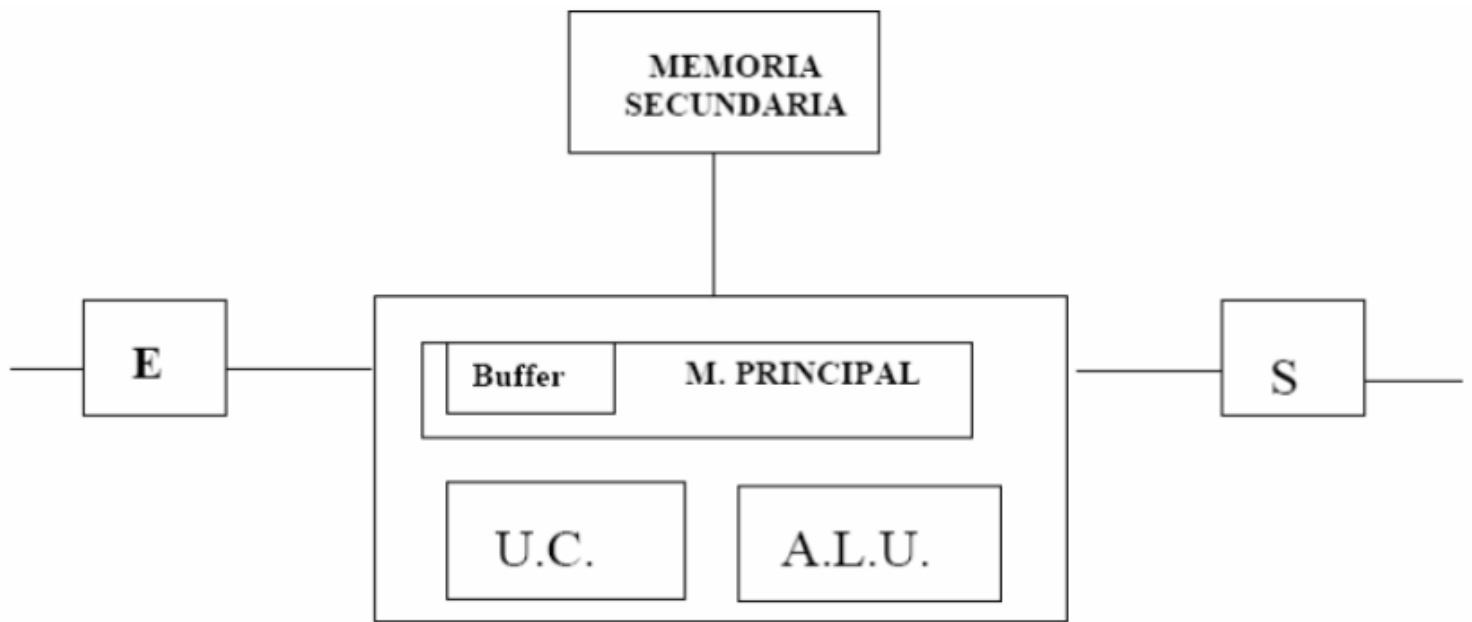 MEMORIA
SECUNDARIA
E
Buffer
M. PRINCIPAL
S
U.C.
A.L.U.